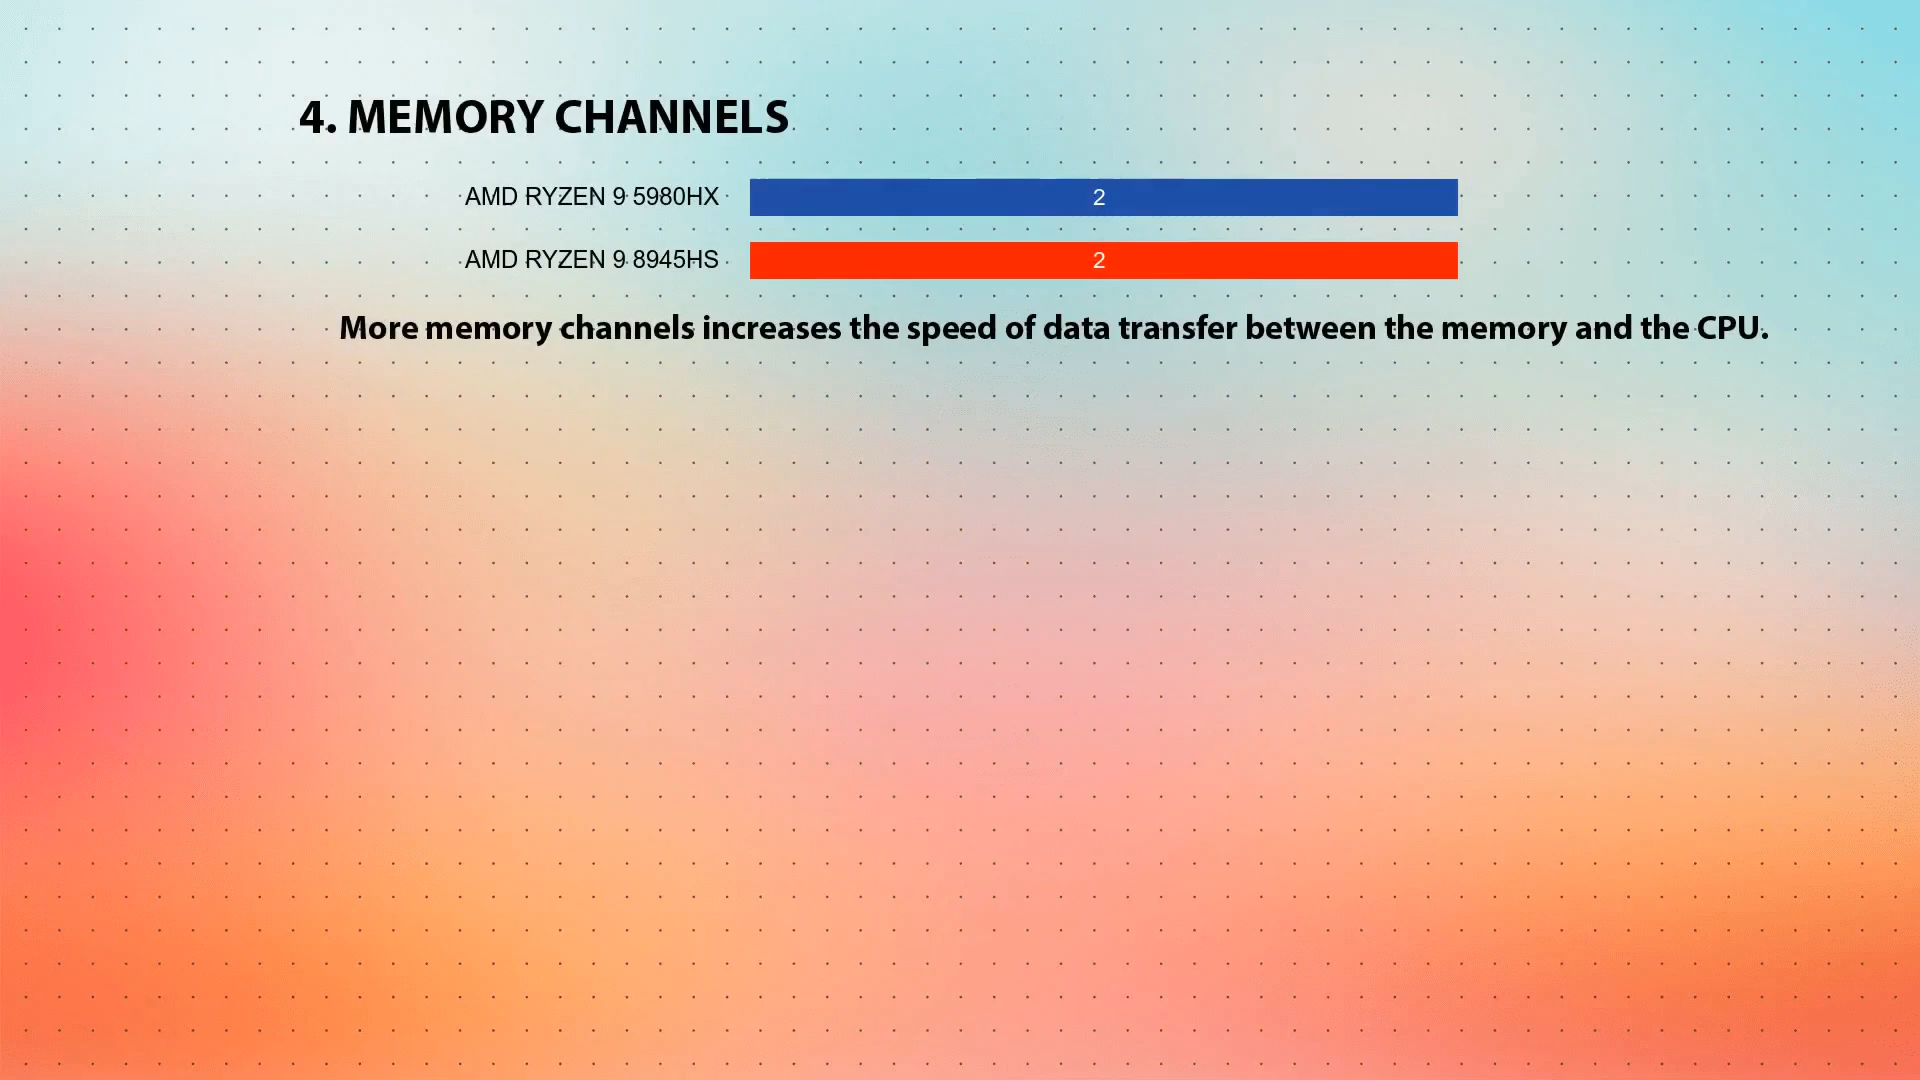 4. MEMORY CHANNELS
AMD RYZEN 9 5980HX 2
AMD RYZEN 9 8945HS 2
More memory channels increases the speed of data transfer between the memory and the CPU.